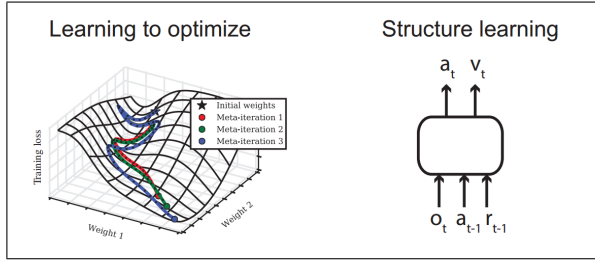 Learning to optimize
Structure learning
Initial weights
Meta-iteration 1
Meta-iteration 2
Meta-iteration 3
Training loss
Weight 1
Weight 2
a_t v_t
o_t a_t-1 r_t-1